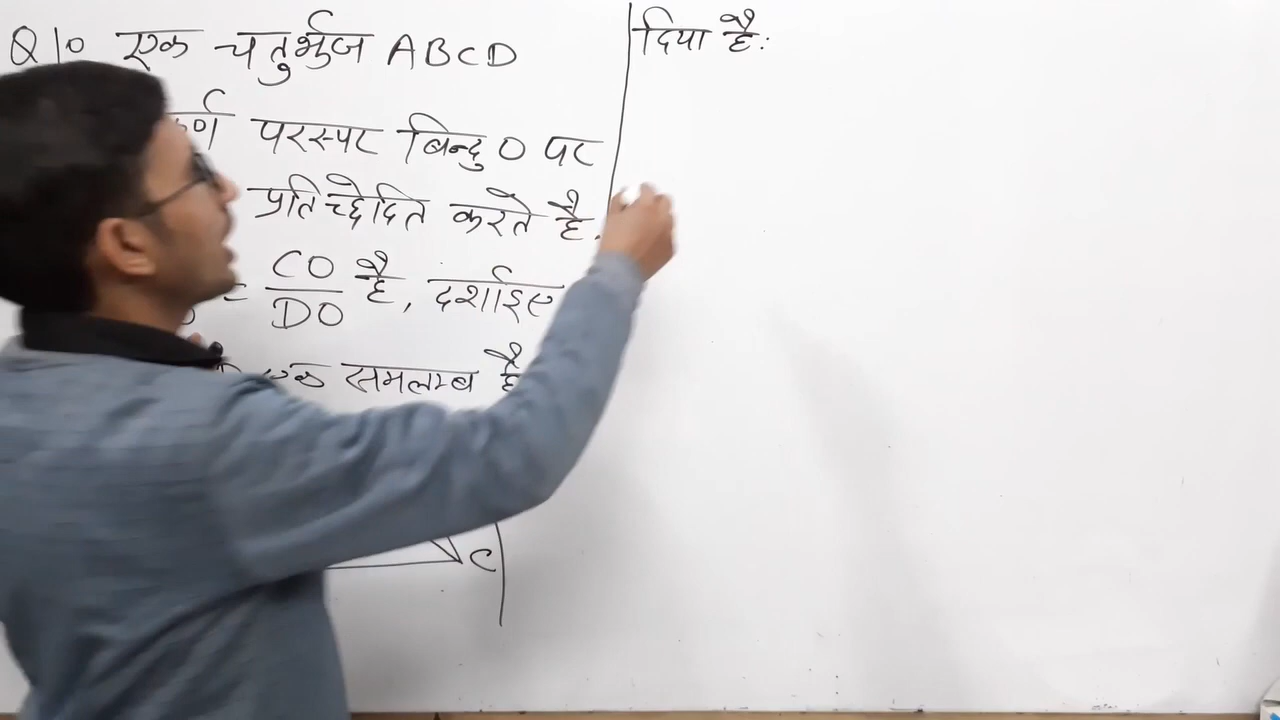 Q10 एक चतुर्भुज ABCD
परस्पर बिन्दु O पर
प्रतिच्छेदित करते है.
= CO/DO है, दर्शाइए
एक समलम्ब है
C
दिया है: